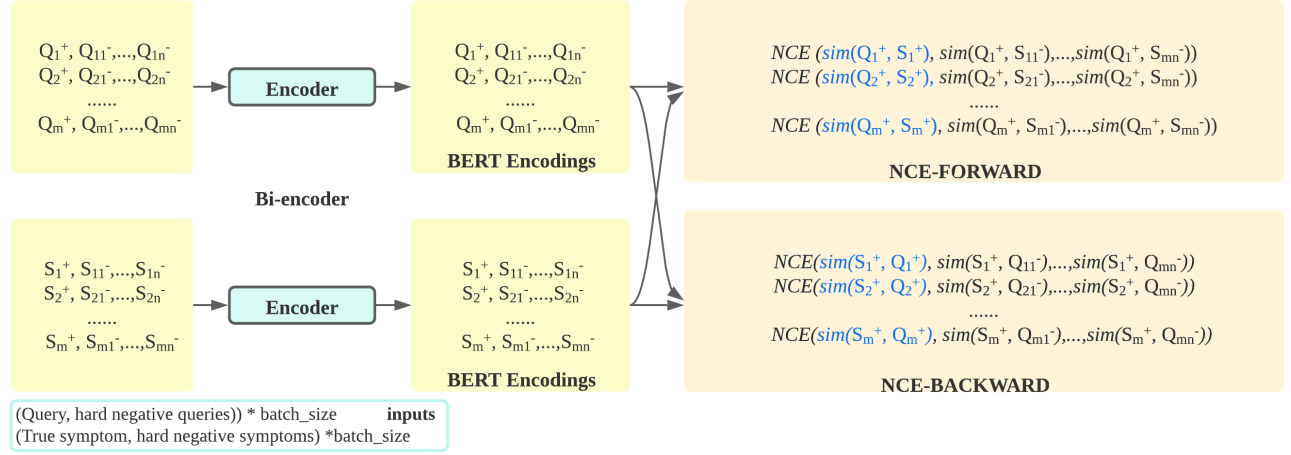 Q₁⁺, Q₁₁⁻,...,Q₁ₙ⁻
Q₂⁺, Q₂₁⁻,...,Q₂ₙ⁻
......
Qₘ⁺, Qₘ₁⁻,...,Qₘₙ⁻
Encoder
Q₁⁺, Q₁₁⁻,...,Q₁ₙ⁻
Q₂⁺, Q₂₁⁻,...,Q₂ₙ⁻
......
Qₘ⁺, Qₘ₁⁻,...,Qₘₙ⁻
BERT Encodings
NCE (sim(Q₁⁺, S₁⁺), sim(Q₁⁺, S₁₁⁻),...,sim(Q₁⁺, Sₘₙ⁻))
NCE (sim(Q₂⁺, S₂⁺), sim(Q₂⁺, S₂₁⁻),...,sim(Q₂⁺, Sₘₙ⁻))
......
NCE (sim(Qₘ⁺, Sₘ⁺), sim(Qₘ⁺, Sₘ₁⁻),...,sim(Qₘ⁺, Sₘₙ⁻))
NCE-FORWARD
Bi-encoder
S₁⁺, S₁₁⁻,...,S₁ₙ⁻
S₂⁺, S₂₁⁻,...,S₂ₙ⁻
......
Sₘ⁺, Sₘ₁⁻,...,Sₘₙ⁻
Encoder
S₁⁺, S₁₁⁻,...,S₁ₙ⁻
S₂⁺, S₂₁⁻,...,S₂ₙ⁻
......
Sₘ⁺, Sₘ₁⁻,...,Sₘₙ⁻
BERT Encodings
NCE(sim(S₁⁺, Q₁⁺), sim(S₁⁺, Q₁₁⁻),...,sim(S₁⁺, Qₘₙ⁻))
NCE(sim(S₂⁺, Q₂⁺), sim(S₂⁺, Q₂₁⁻),...,sim(S₂⁺, Qₘₙ⁻))
......
NCE(sim(Sₘ⁺, Qₘ⁺), sim(Sₘ⁺, Qₘ₁⁻),...,sim(Sₘ⁺, Qₘₙ⁻))
NCE-BACKWARD
(Query, hard negative queries)) * batch_size inputs
(True symptom, hard negative symptoms) *batch_size